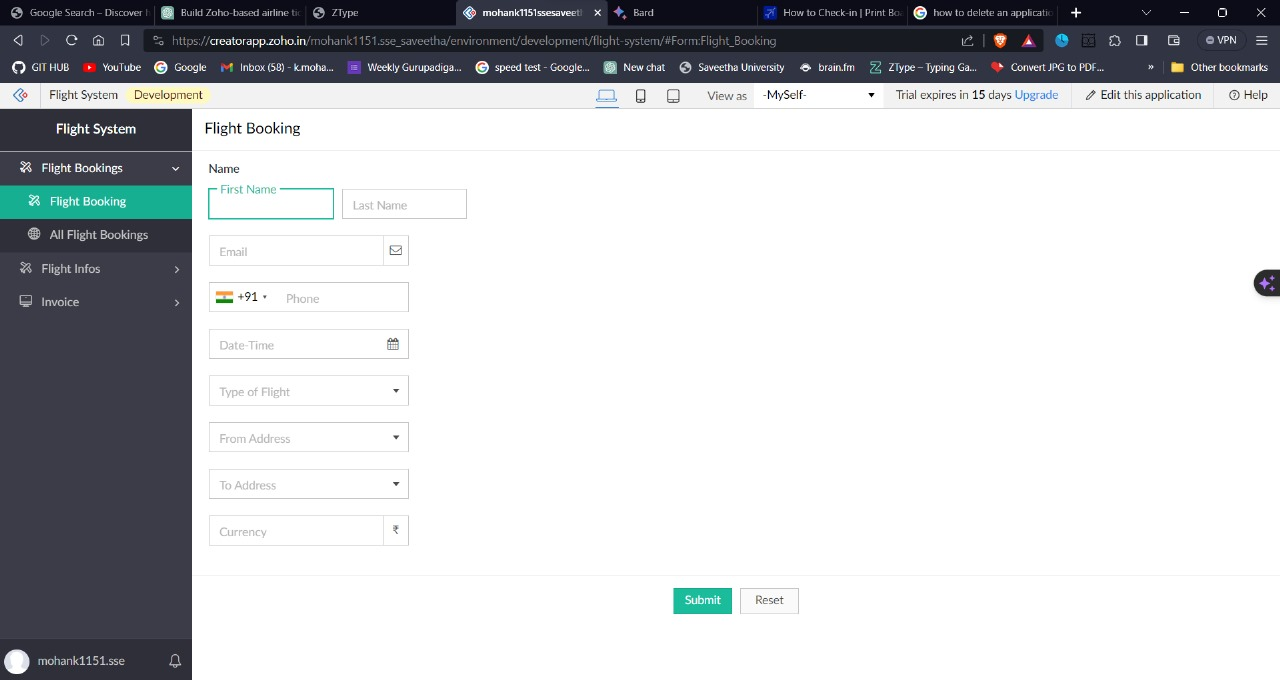 Google Search – Discover h
Build Zoho-based airline tic
ZType
mohank1151ssesaveeth
Bard
How to Check-in | Print Boa
how to delete an applicatio
https://creatorapp.zoho.in/mohank1151.sse_saveetha/environment/development/flight-system/#Form:Flight_Booking
VPN
GIT HUB YouTube Google Inbox (58) - k.moha... Weekly Gurupadiga... speed test - Google... New chat Saveetha University brain.fm ZType – Typing Ga... Convert JPG to PDF... » Other bookmarks
Flight System Development View as -MySelf- Trial expires in 15 days Upgrade Edit this application Help
Flight System
Flight Bookings
Flight Booking
All Flight Bookings
Flight Infos
Invoice
mohank1151.sse
Flight Booking
Name
First Name
Last Name
Email
+91 Phone
Date-Time
Type of Flight
From Address
To Address
Currency ₹
Submit Reset